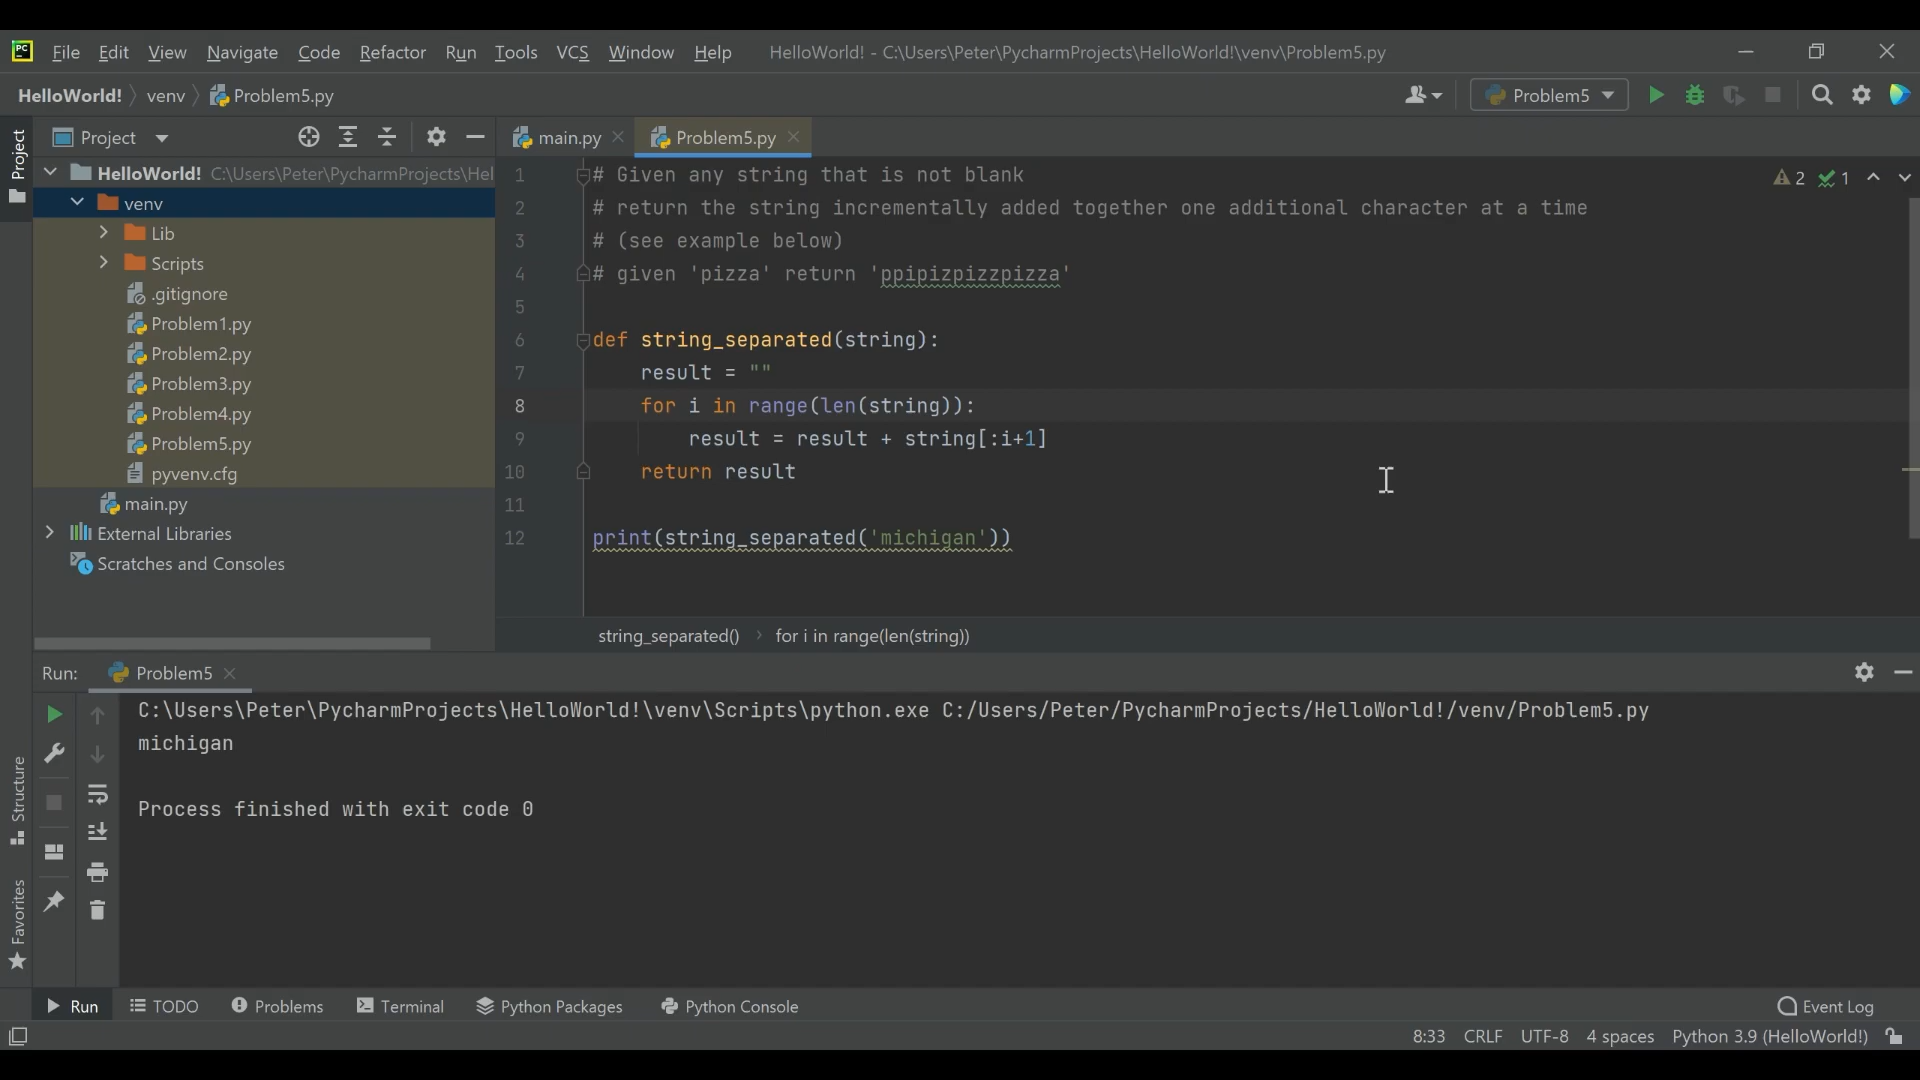 PC File Edit View Navigate Code Refactor Run Tools VCS Window Help HelloWorld! - C:\Users\Peter\PycharmProjects\HelloWorld!\venv\Problem5.py
HelloWorld! venv Problem5.py Problem5
Project
Project
main.py Problem5.py
HelloWorld! C:\Users\Peter\PycharmProjects\Hel
venv
Lib
Scripts
.gitignore
Problem1.py
Problem2.py
Problem3.py
Problem4.py
Problem5.py
pyvenv.cfg
main.py
External Libraries
Scratches and Consoles
2 1
1 # Given any string that is not blank
2 # return the string incrementally added together one additional character at a time
3 # (see example below)
4 # given 'pizza' return 'ppipizpizzpizza'
5
6 def string_separated(string):
7 result = ""
8 for i in range(len(string)):
9 result = result + string[:i+1]
10 return result
11
12 print(string_separated('michigan'))
string_separated() for i in range(len(string))
Run: Problem5
C:\Users\Peter\PycharmProjects\HelloWorld!\venv\Scripts\python.exe C:/Users/Peter/PycharmProjects/HelloWorld!/venv/Problem5.py
michigan
Process finished with exit code 0
Structure
Favorites
Run TODO Problems Terminal Python Packages Python Console Event Log
8:33 CRLF UTF-8 4 spaces Python 3.9 (HelloWorld!)